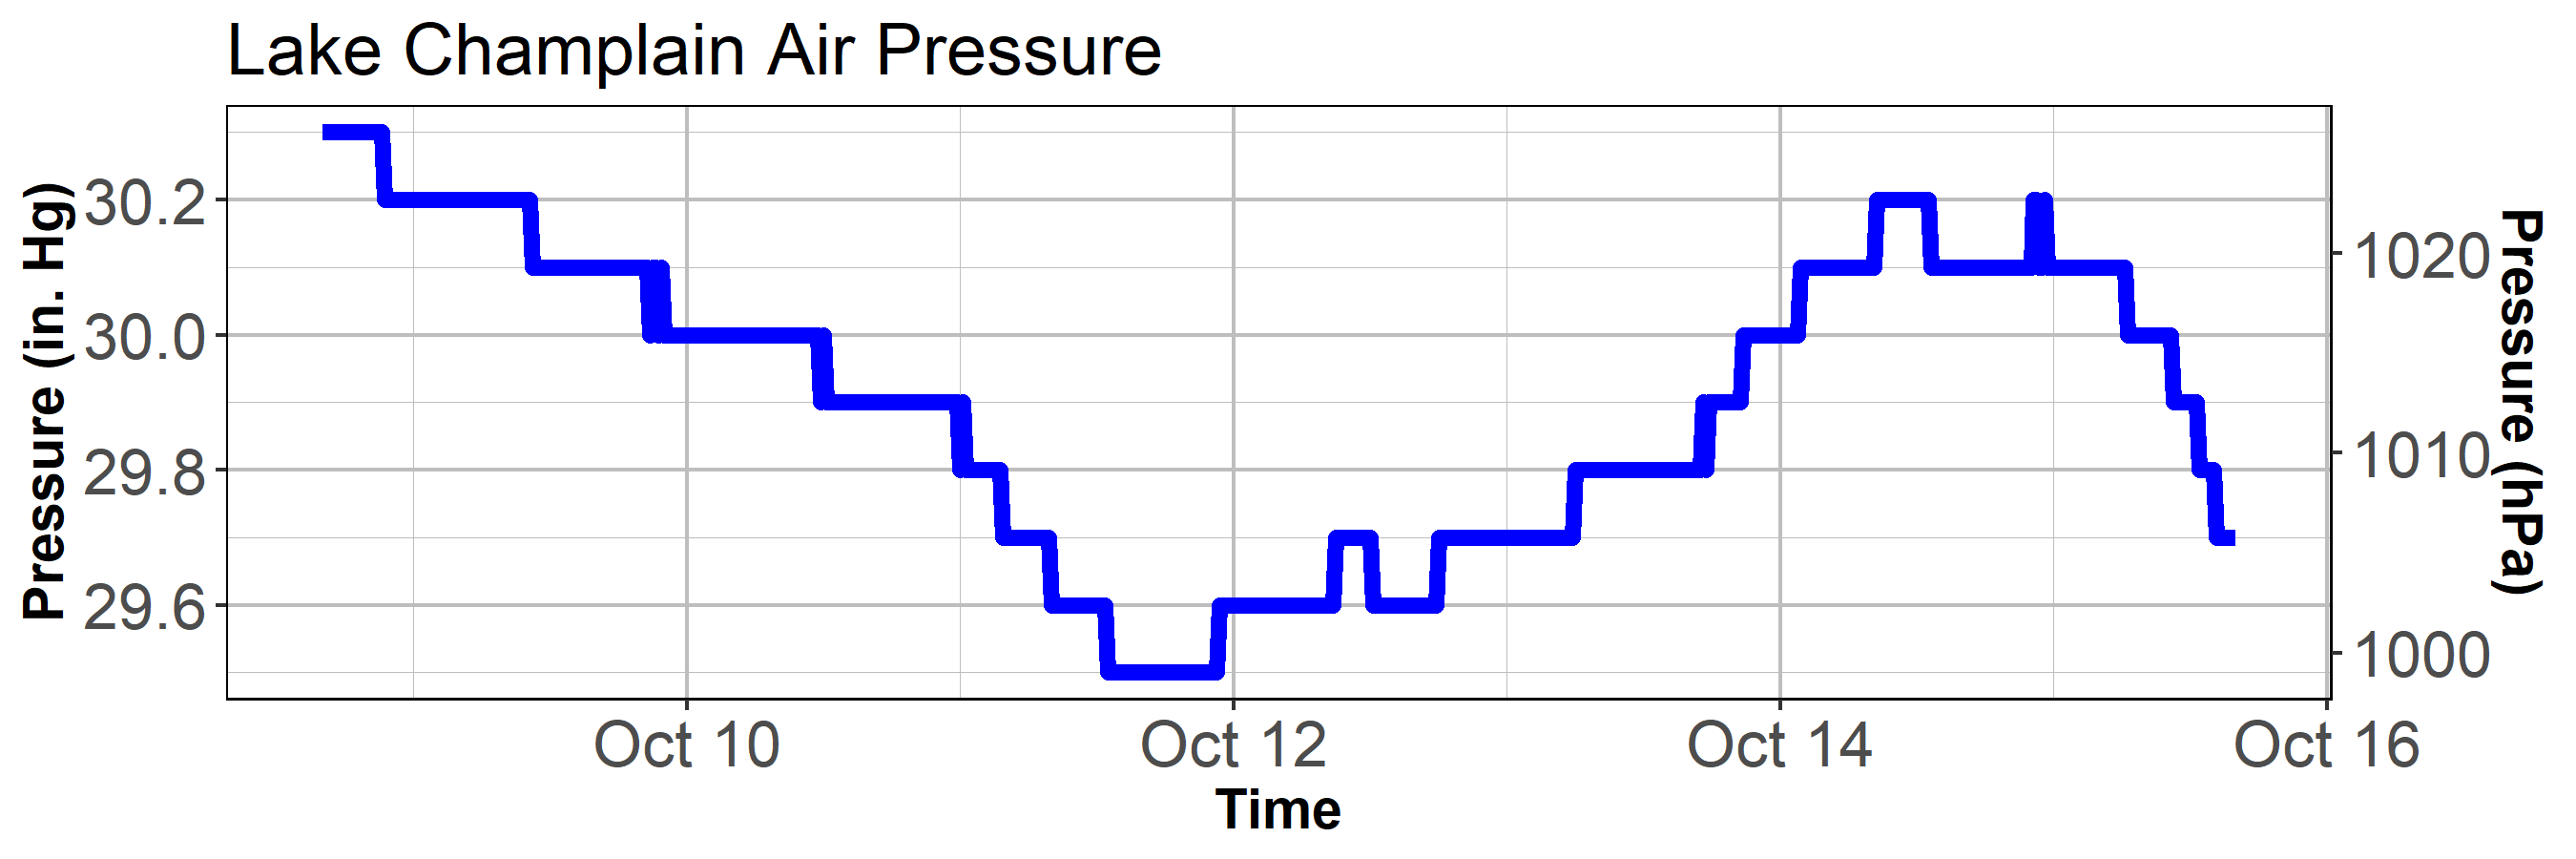 Lake Champlain Air Pressure
Pressure (in. Hg)
30.2
30.0
29.8
29.6
1020
1010
1000
Pressure (hPa)
Oct 10
Oct 12
Oct 14
Oct 16
Time